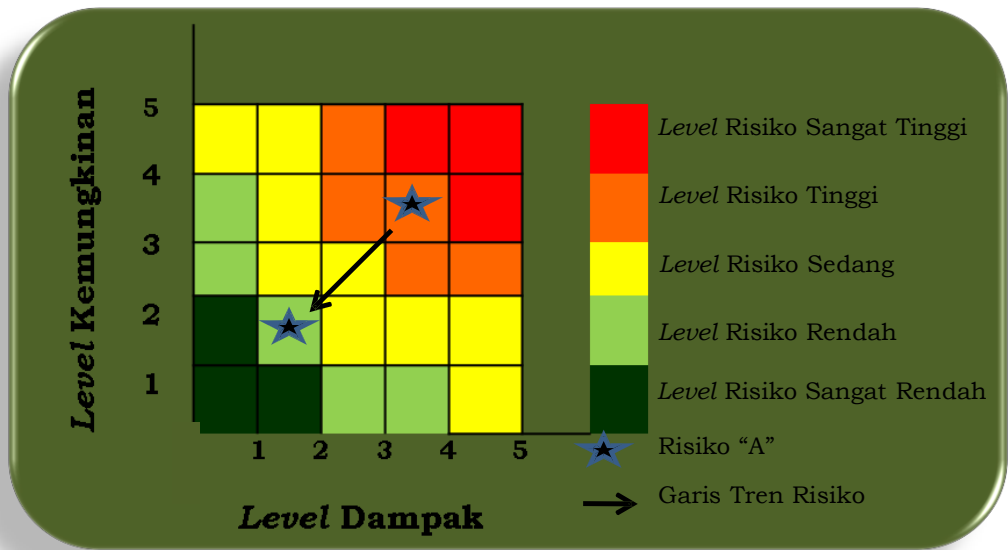 Level Kemungkinan
5
4
3
2
1
1 2 3 4 5
Level Dampak
Level Risiko Sangat Tinggi
Level Risiko Tinggi
Level Risiko Sedang
Level Risiko Rendah
Level Risiko Sangat Rendah
Risiko “A”
Garis Tren Risiko